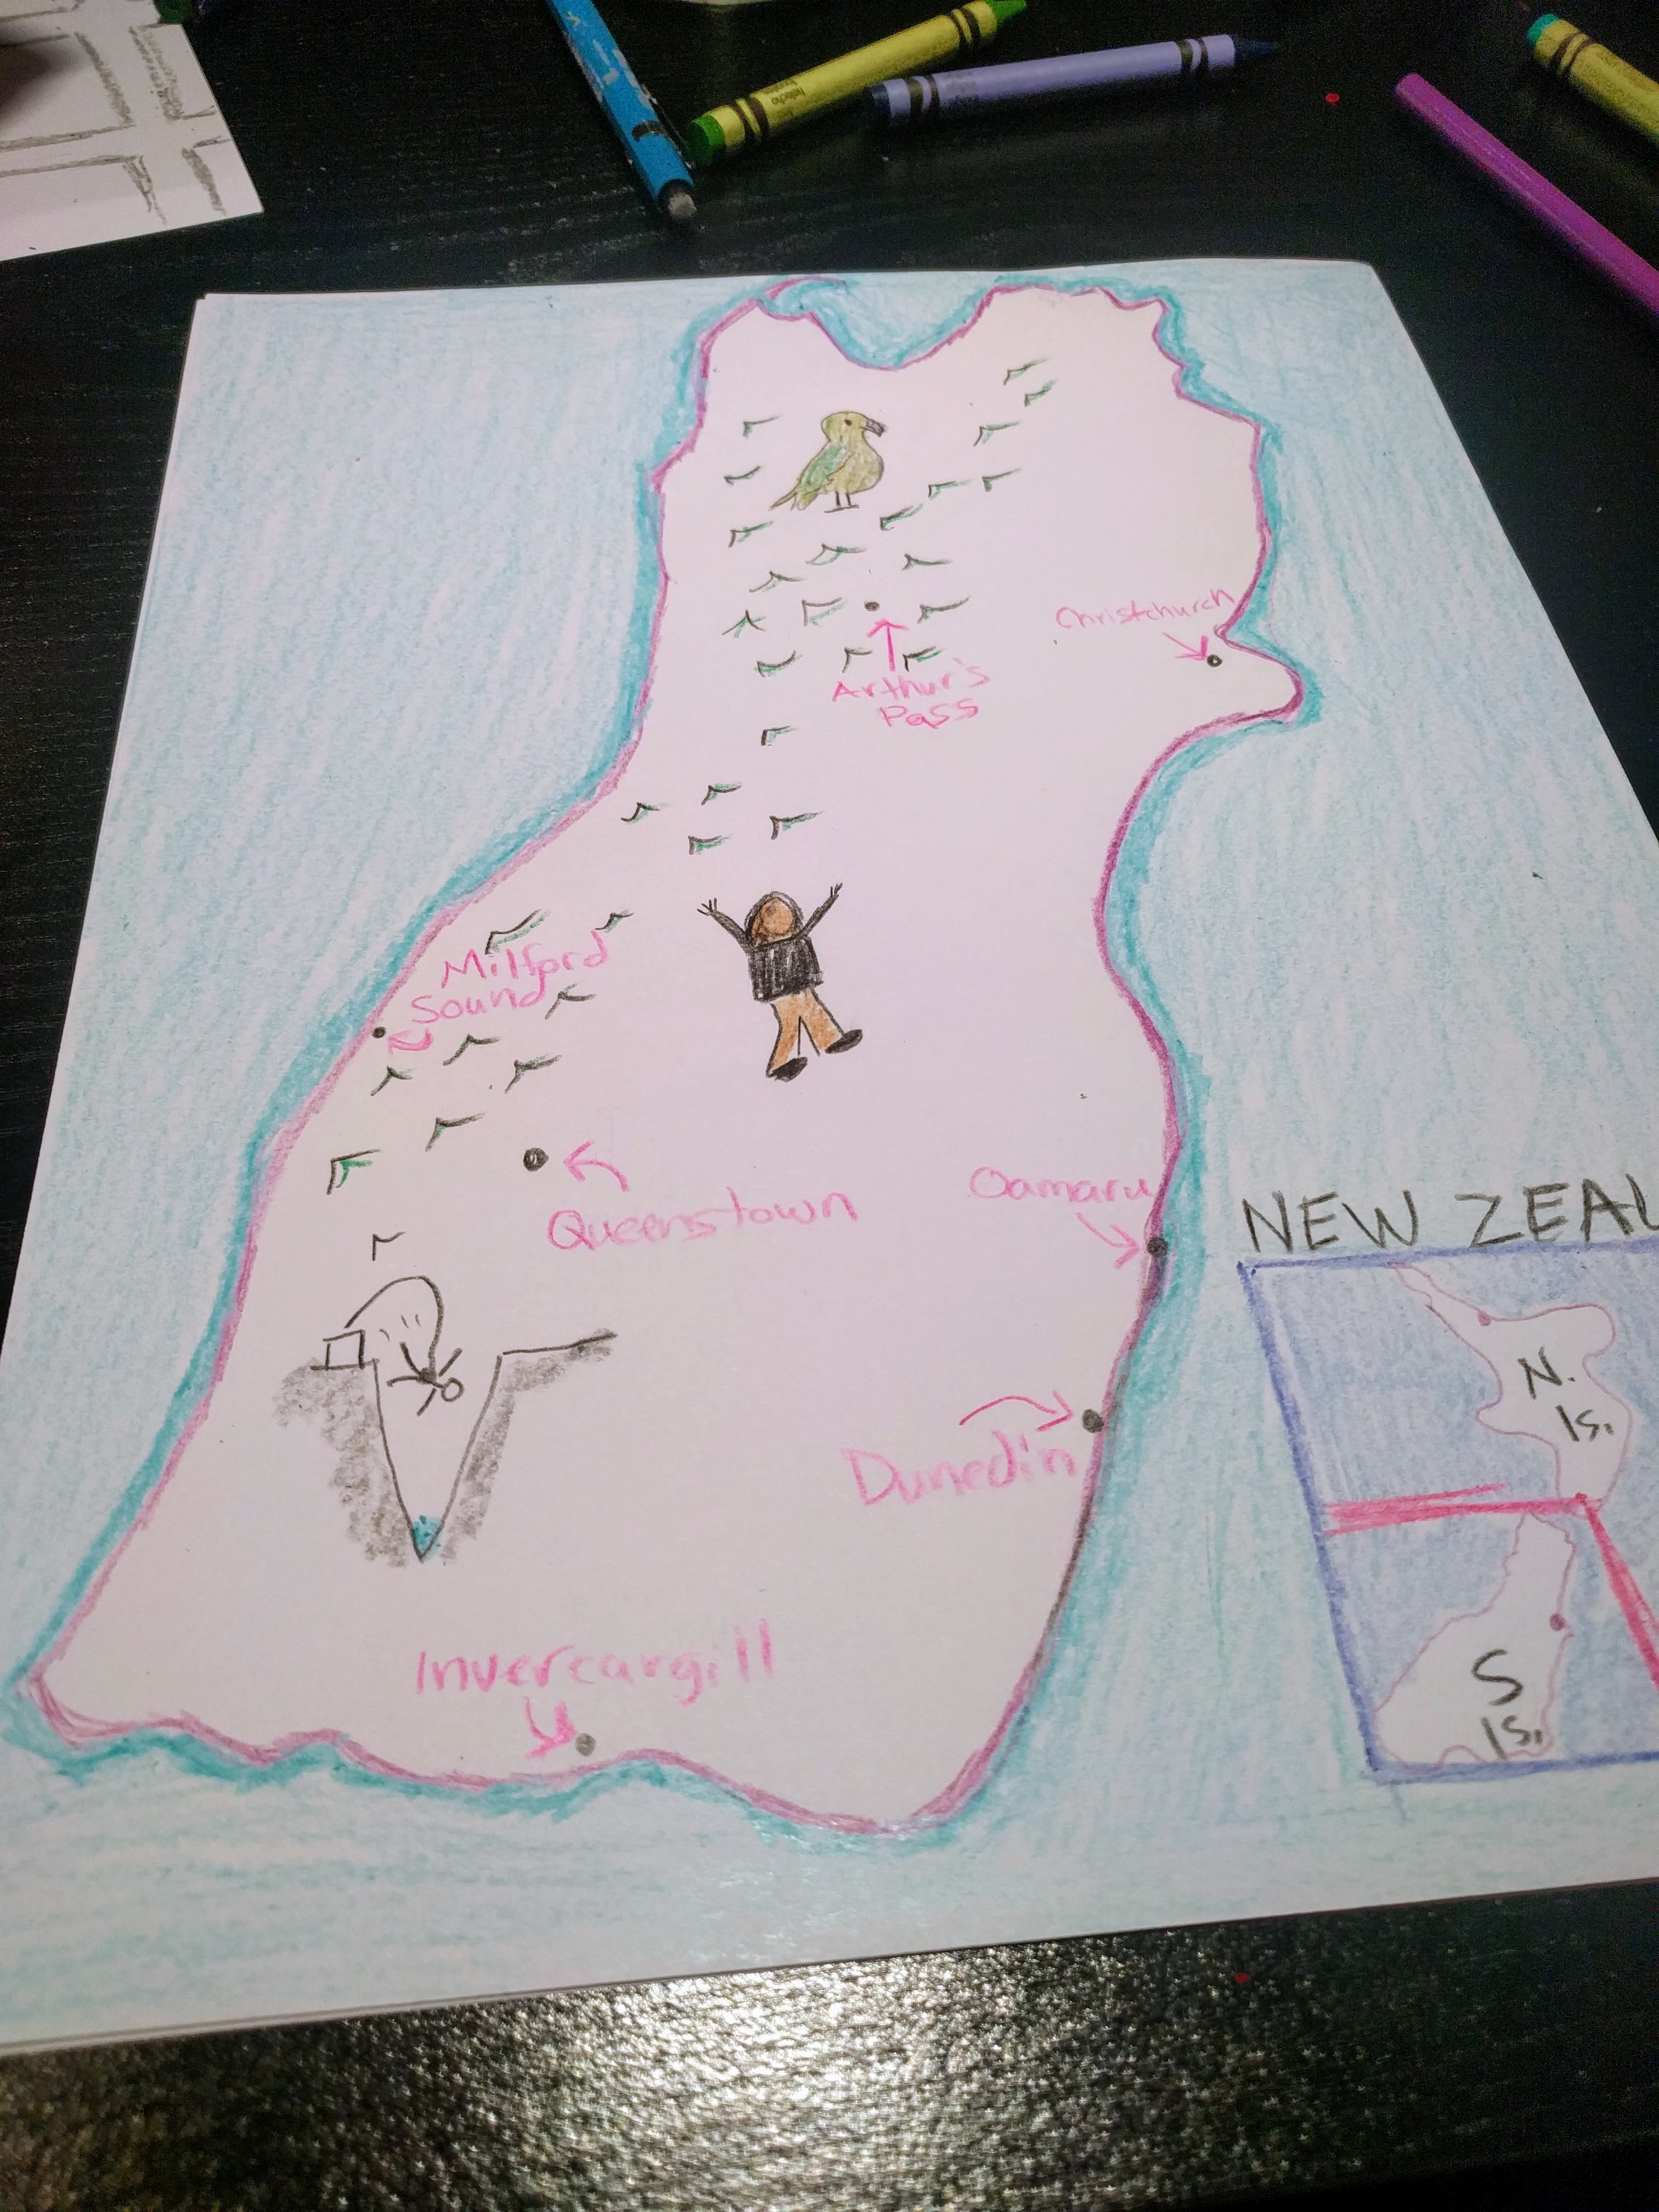 Christchurch
Arthur's
Pass
Milford
Sound
Queenstown
Oamaru
NEW ZEAL
N.
Is.
Dunedin
S
Is.
Invercargill